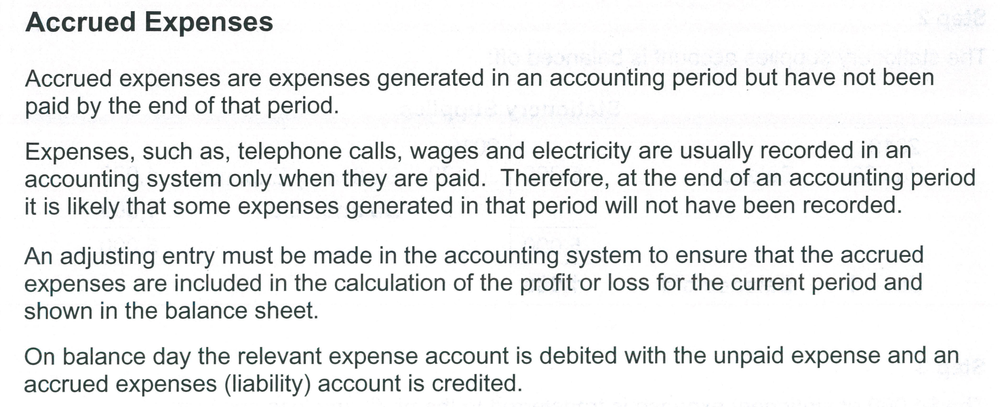 Accrued Expenses
Accrued expenses are expenses generated in an accounting period but have not been
paid by the end of that period.
Expenses, such as, telephone calls, wages and electricity are usually recorded in an
accounting system only when they are paid.  Therefore, at the end of an accounting period
it is likely that some expenses generated in that period will not have been recorded.
An adjusting entry must be made in the accounting system to ensure that the accrued
expenses are included in the calculation of the profit or loss for the current period and
shown in the balance sheet.
On balance day the relevant expense account is debited with the unpaid expense and an
accrued expenses (liability) account is credited.